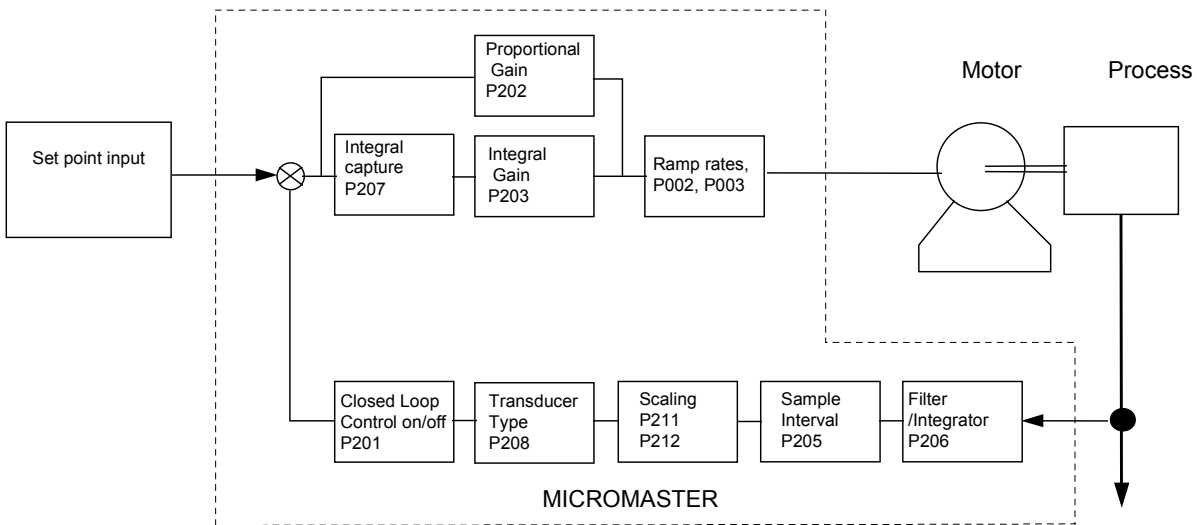 Proportional
Gain
P202
Motor
Process
Set point input
Integral
capture
P207
Integral
Gain
P203
Ramp rates,
P002, P003
Closed Loop
Control on/off
P201
Transducer
Type
P208
Scaling
P211
P212
Sample
Interval
P205
Filter
/Integrator
P206
MICROMASTER